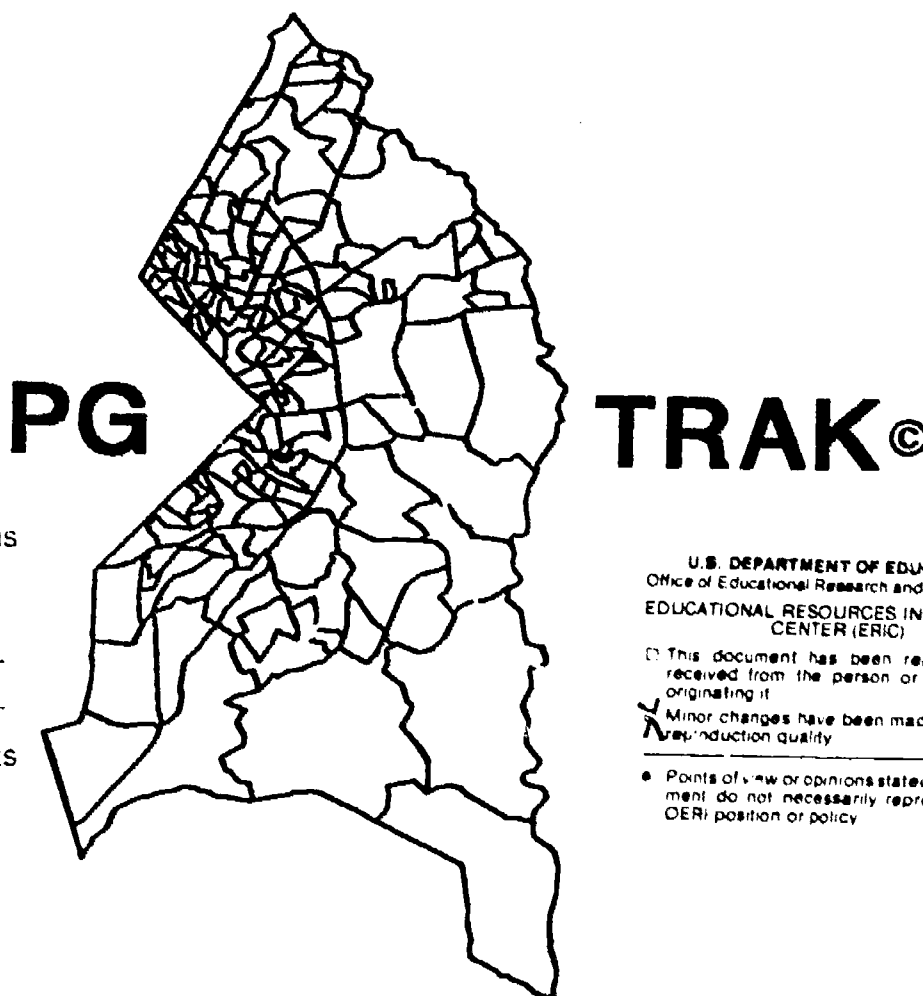 PG TRAK ©
U.S. DEPARTMENT OF EDU
Office of Educational Research and
EDUCATIONAL RESOURCES IN
CENTER (ERIC)
This document has been re
received from the person or
originating it
Minor changes have been mad
reproduction quality
● Points of view or opinions state
ment do not necessarily repr
OERI position or policy